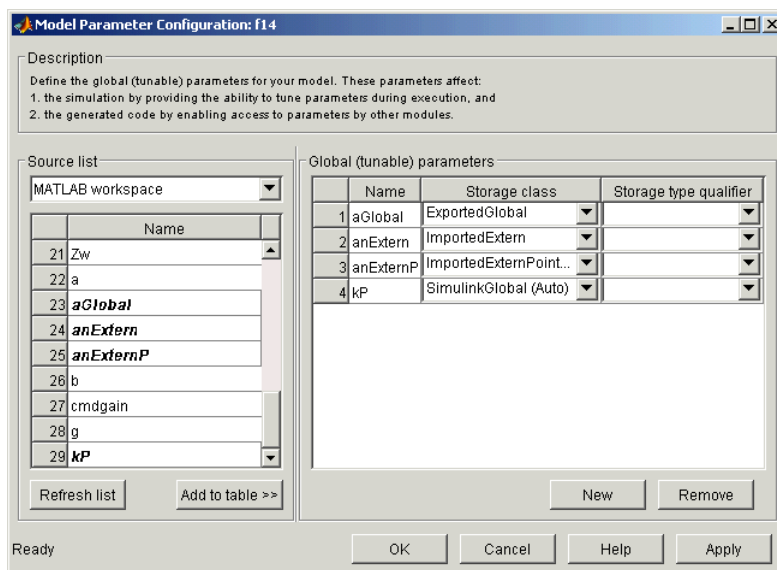 Model Parameter Configuration: f14
Description
Define the global (tunable) parameters for your model. These parameters affect:
1. the simulation by providing the ability to tune parameters during execution, and
2. the generated code by enabling access to parameters by other modules.
Source list
MATLAB workspace
Name
21 Zw
22 a
23 aGlobal
24 anExtern
25 anExternP
26 b
27 cmdgain
28 g
29 kP
Refresh list Add to table >>
Global (tunable) parameters
Name Storage class Storage type qualifier
1 aGlobal ExportedGlobal
2 anExtern ImportedExtern
3 anExternP ImportedExternPoint...
4 kP SimulinkGlobal (Auto)
New Remove
Ready OK Cancel Help Apply